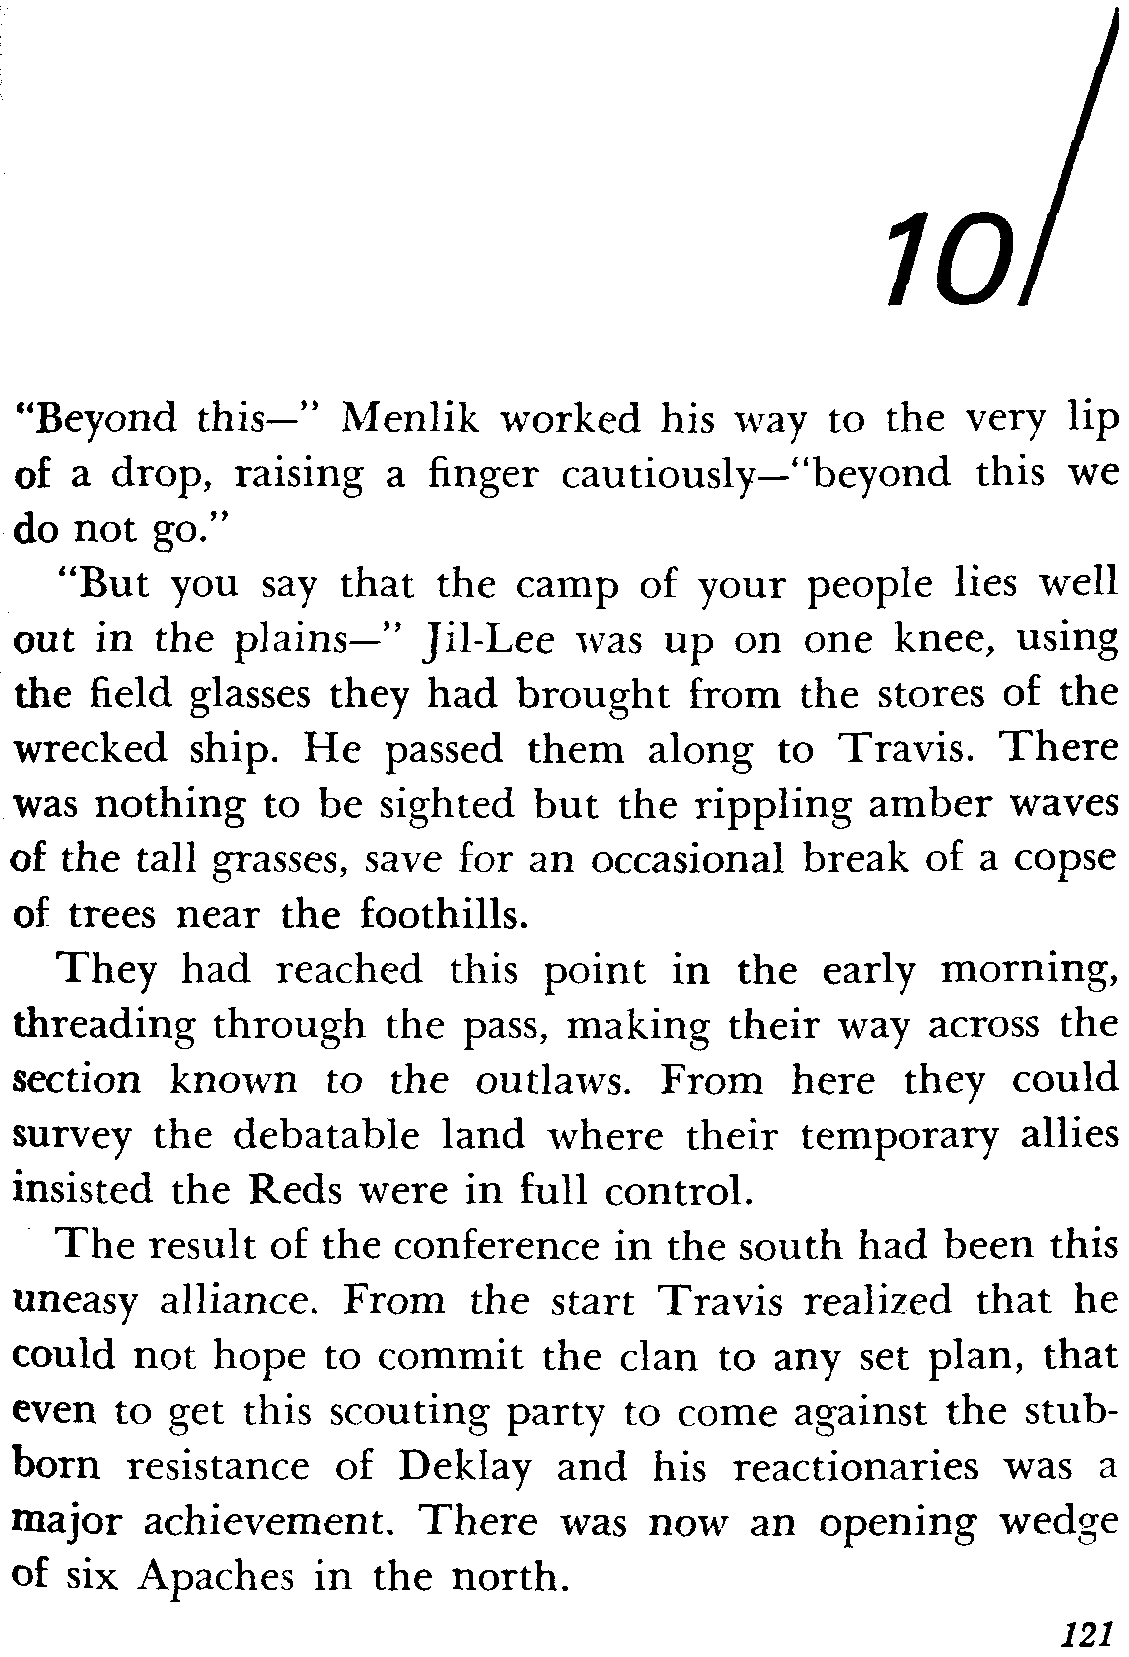 10/
“Beyond this—” Menlik worked his way to the very lip
of a drop, raising a finger cautiously—“beyond this we
do not go.”
“But you say that the camp of your people lies well
out in the plains—” Jil-Lee was up on one knee, using
the field glasses they had brought from the stores of the
wrecked ship. He passed them along to Travis. There
was nothing to be sighted but the rippling amber waves
of the tall grasses, save for an occasional break of a copse
of trees near the foothills.
They had reached this point in the early morning,
threading through the pass, making their way across the
section known to the outlaws. From here they could
survey the debatable land where their temporary allies
insisted the Reds were in full control.
The result of the conference in the south had been this
uneasy alliance. From the start Travis realized that he
could not hope to commit the clan to any set plan, that
even to get this scouting party to come against the stub-
born resistance of Deklay and his reactionaries was a
major achievement. There was now an opening wedge
of six Apaches in the north.
121